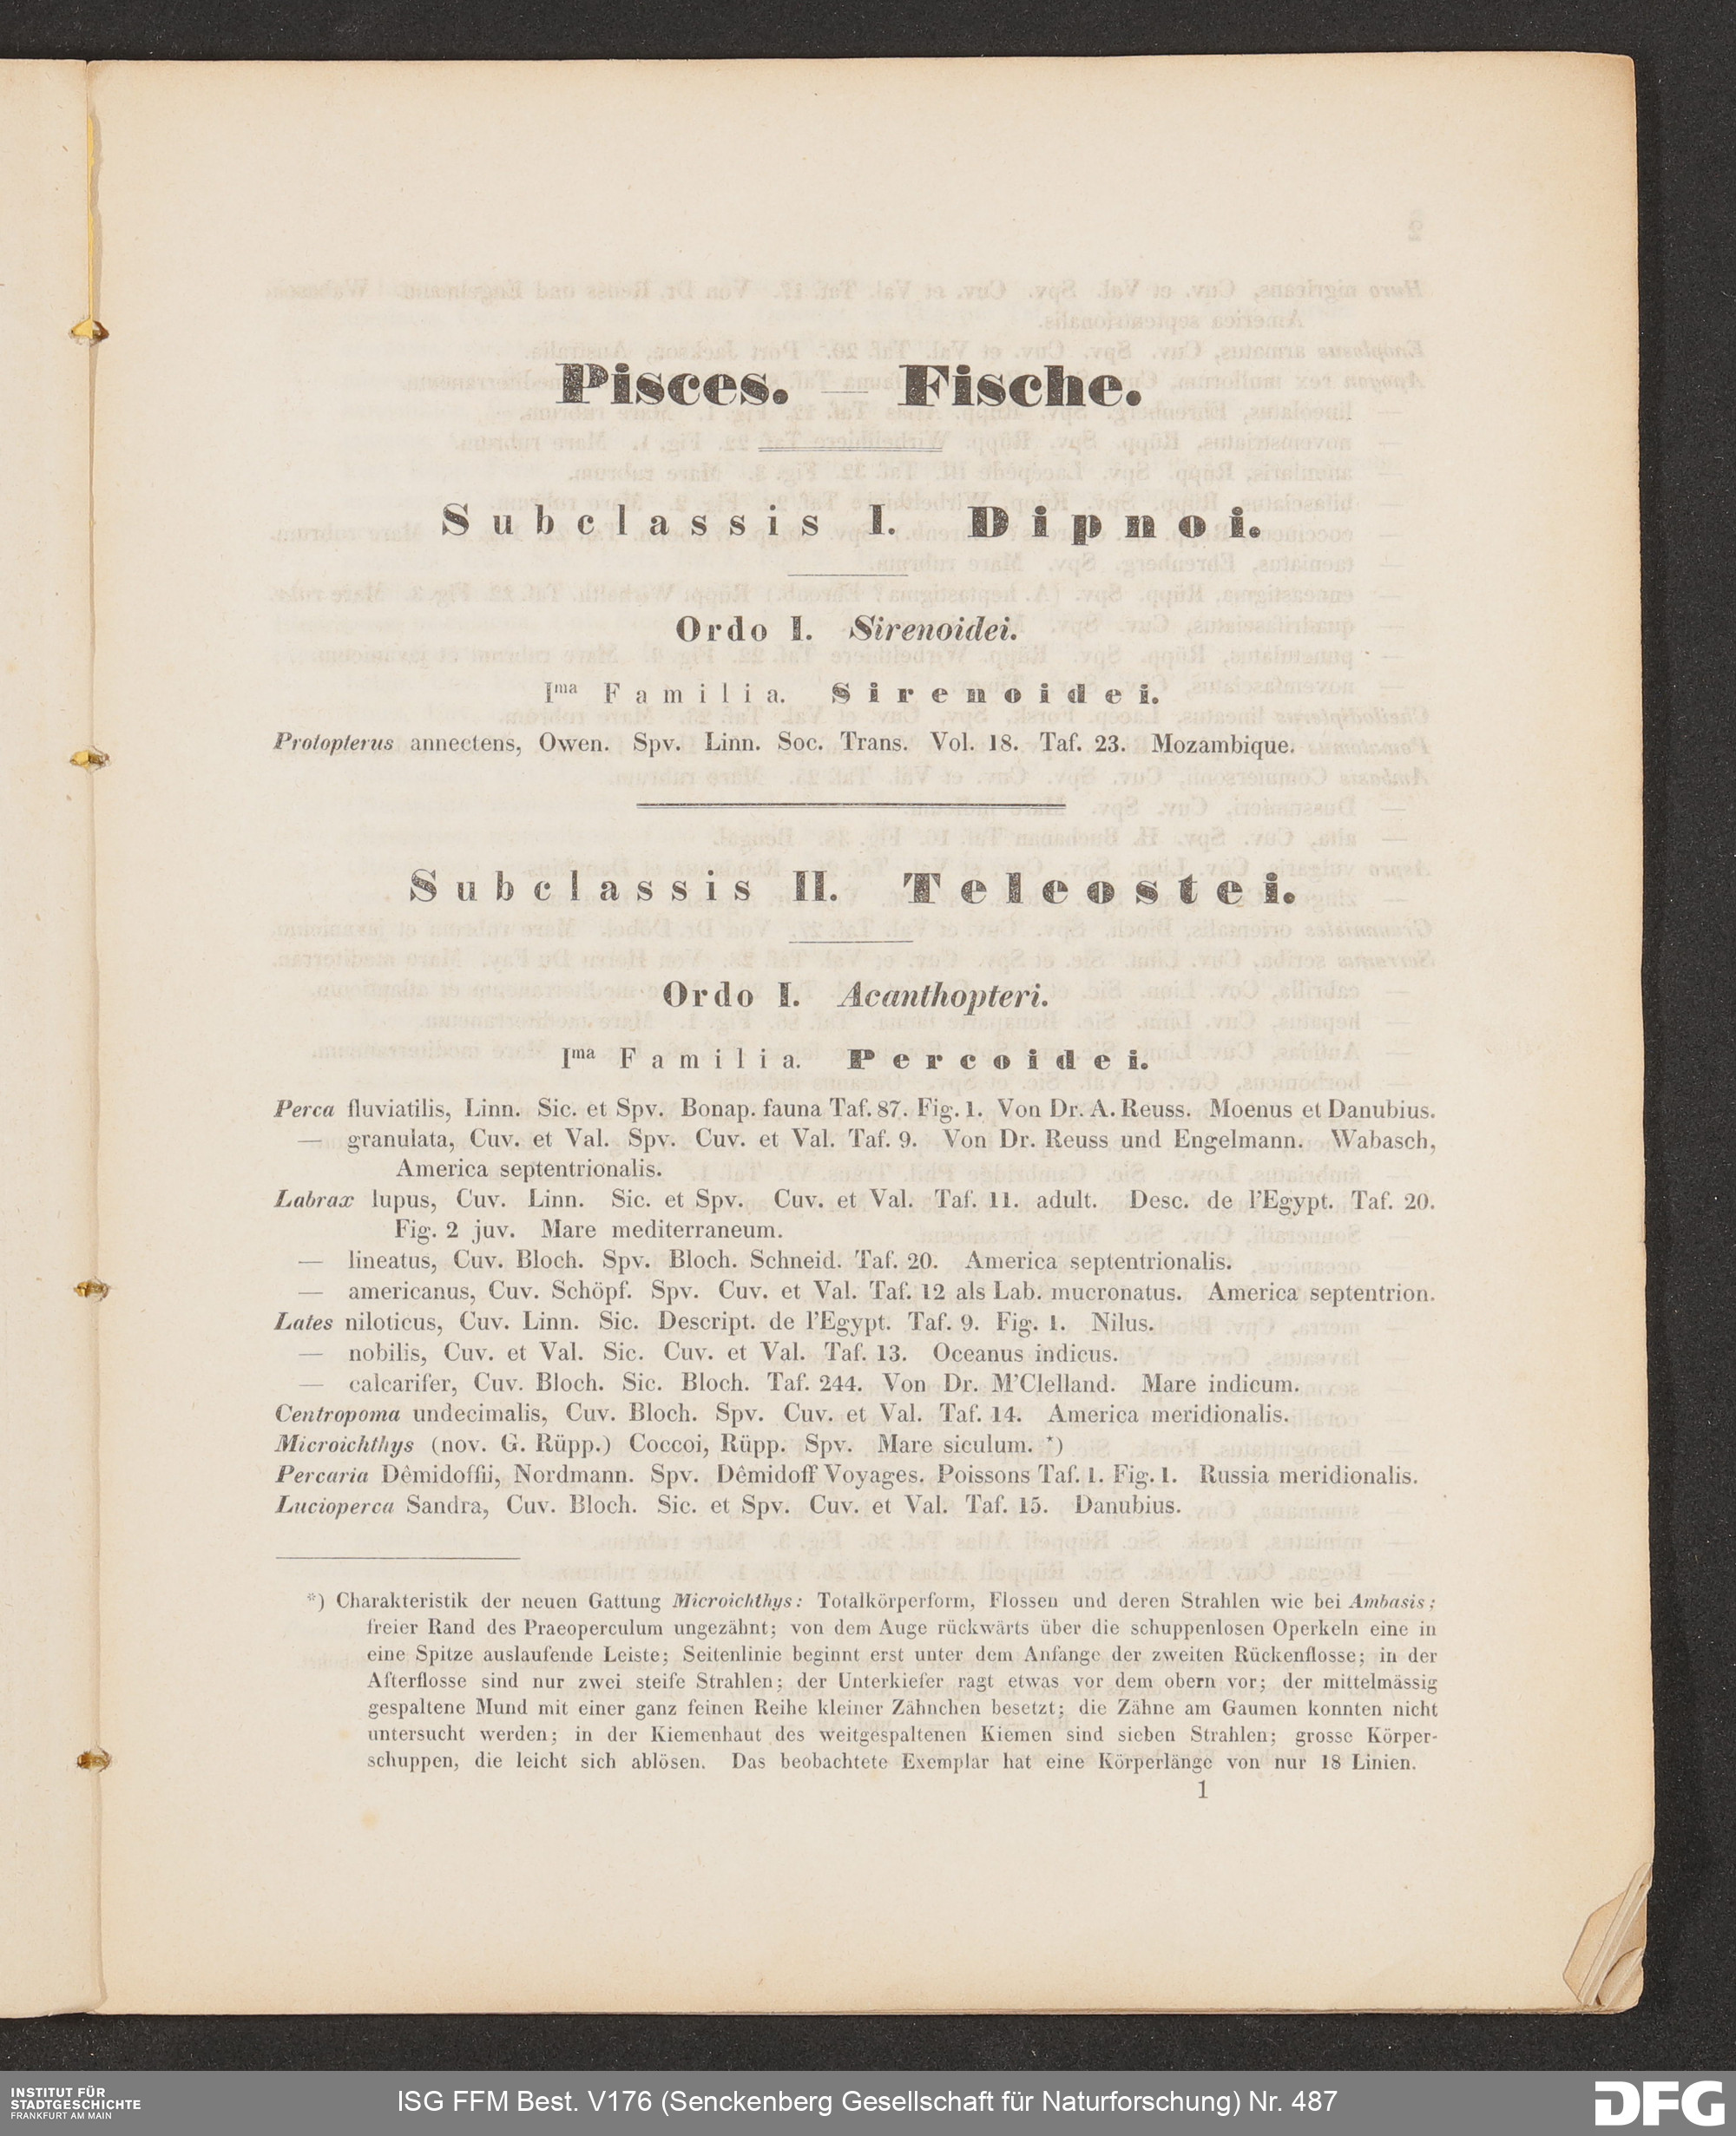 Pisces. — Fische.
Subclassis I. Dipnoi.
Ordo I. Sirenoidei.
Ima Familia. Sirenoidei.
Protopterus annectens, Owen. Spv. Linn. Soc. Trans. Vol. 18. Taf. 23. Mozambique.
Subclassis II. Teleostei.
Ordo I. Acanthopteri.
Ima Familia. Percoidei.
Perca fluviatilis, Linn. Sic. et Spv. Bonap. fauna Taf. 87. Fig. 1. Von Dr. A. Reuss. Moenus et Danubius.
— granulata, Cuv. et Val. Spv. Cuv. et Val. Taf. 9. Von Dr. Reuss und Engelmann. Wabasch,
America septentrionalis.
Labrax lupus, Cuv. Linn. Sic. et Spv. Cuv. et Val. Taf. 11. adult. Desc. de l'Egypt. Taf. 20.
Fig. 2 juv. Mare mediterraneum.
— lineatus, Cuv. Bloch. Spv. Bloch. Schneid. Taf. 20. America septentrionalis.
— americanus, Cuv. Schöpf. Spv. Cuv. et Val. Taf. 12 als Lab. mucronatus. America septentrion.
Lates niloticus, Cuv. Linn. Sic. Descript. de l'Egypt. Taf. 9. Fig. 1. Nilus.
— nobilis, Cuv. et Val. Sic. Cuv. et Val. Taf. 13. Oceanus indicus.
— calcarifer, Cuv. Bloch. Sic. Bloch. Taf. 244. Von Dr. M'Clelland. Mare indicum.
Centropoma undecimalis, Cuv. Bloch. Spv. Cuv. et Val. Taf. 14. America meridionalis.
Microichthys (nov. G. Rüpp.) Coccoi, Rüpp. Spv. Mare siculum. *)
Percaria Dêmidoffii, Nordmann. Spv. Dêmidoff Voyages. Poissons Taf. 1. Fig. 1. Russia meridionalis.
Lucioperca Sandra, Cuv. Bloch. Sic. et Spv. Cuv. et Val. Taf. 15. Danubius.
*) Charakteristik der neuen Gattung Microichthys: Totalkörperform, Flossen und deren Strahlen wie bei Ambasis;
freier Rand des Praeoperculum ungezähnt; von dem Auge rückwärts über die schuppenlosen Operkeln eine in
eine Spitze auslaufende Leiste; Seitenlinie beginnt erst unter dem Anfange der zweiten Rückenflosse; in der
Afterflosse sind nur zwei steife Strahlen; der Unterkiefer ragt etwas vor dem obern vor; der mittelmässig
gespaltene Mund mit einer ganz feinen Reihe kleiner Zähnchen besetzt; die Zähne am Gaumen konnten nicht
untersucht werden; in der Kiemenhaut des weitgespaltenen Kiemen sind sieben Strahlen; grosse Körper-
schuppen, die leicht sich ablösen. Das beobachtete Exemplar hat eine Körperlänge von nur 18 Linien.
1
INSTITUT FÜR
STADTGESCHICHTE
FRANKFURT AM MAIN
ISG FFM Best. V176 (Senckenberg Gesellschaft für Naturforschung) Nr. 487
DFG